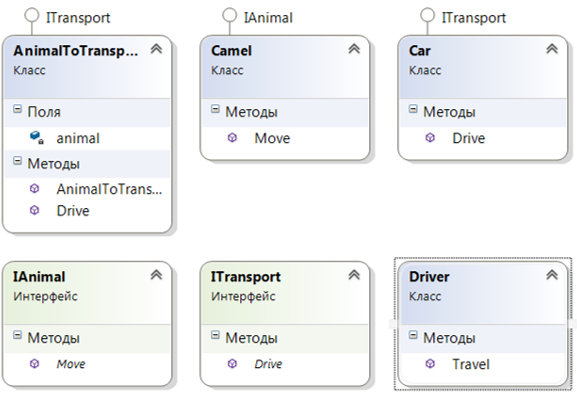 ITransport
IAnimal
ITransport
AnimalToTransp...
Класс
Поля
animal
Методы
AnimalToTrans...
Drive
Camel
Класс
Методы
Move
Car
Класс
Методы
Drive
IAnimal
Интерфейс
Методы
Move
ITransport
Интерфейс
Методы
Drive
Driver
Класс
Методы
Travel